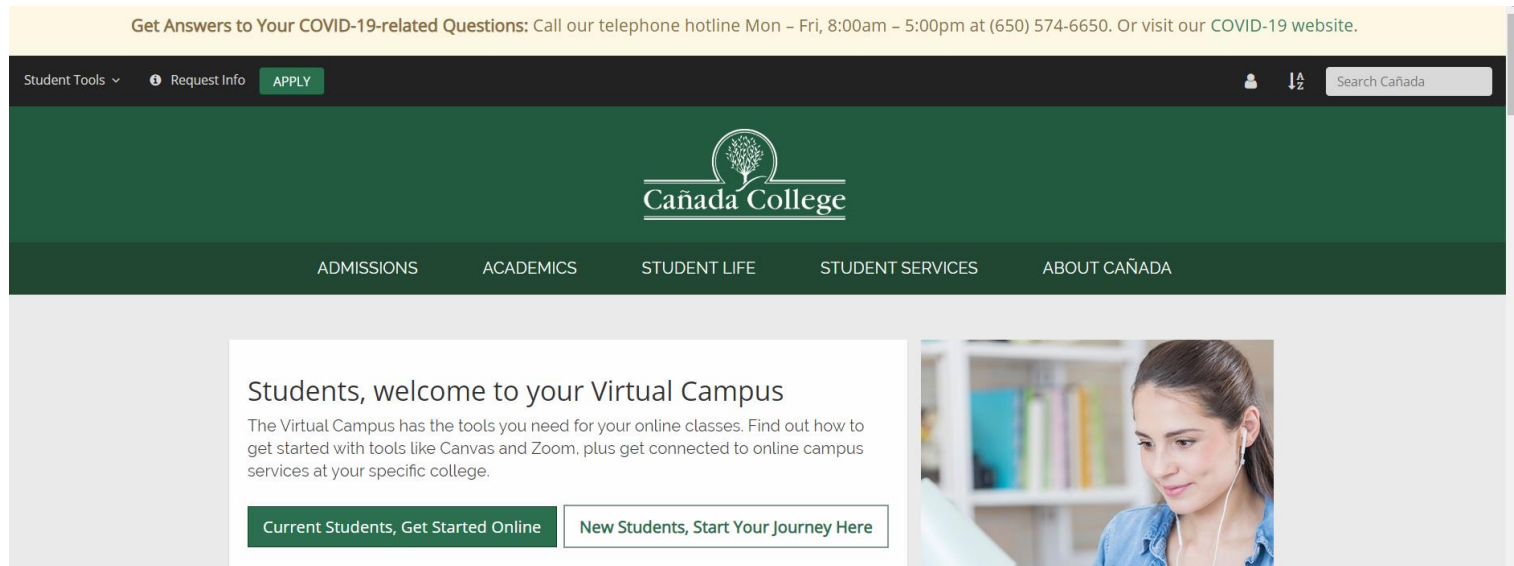 Get Answers to Your COVID-19-related Questions: Call our telephone hotline Mon – Fri, 8:00am – 5:00pm at (650) 574-6650. Or visit our COVID-19 website.
Student Tools Request Info APPLY Search Cañada
Cañada College
ADMISSIONS ACADEMICS STUDENT LIFE STUDENT SERVICES ABOUT CAÑADA
Students, welcome to your Virtual Campus
The Virtual Campus has the tools you need for your online classes. Find out how to
get started with tools like Canvas and Zoom, plus get connected to online campus
services at your specific college.
Current Students, Get Started Online New Students, Start Your Journey Here